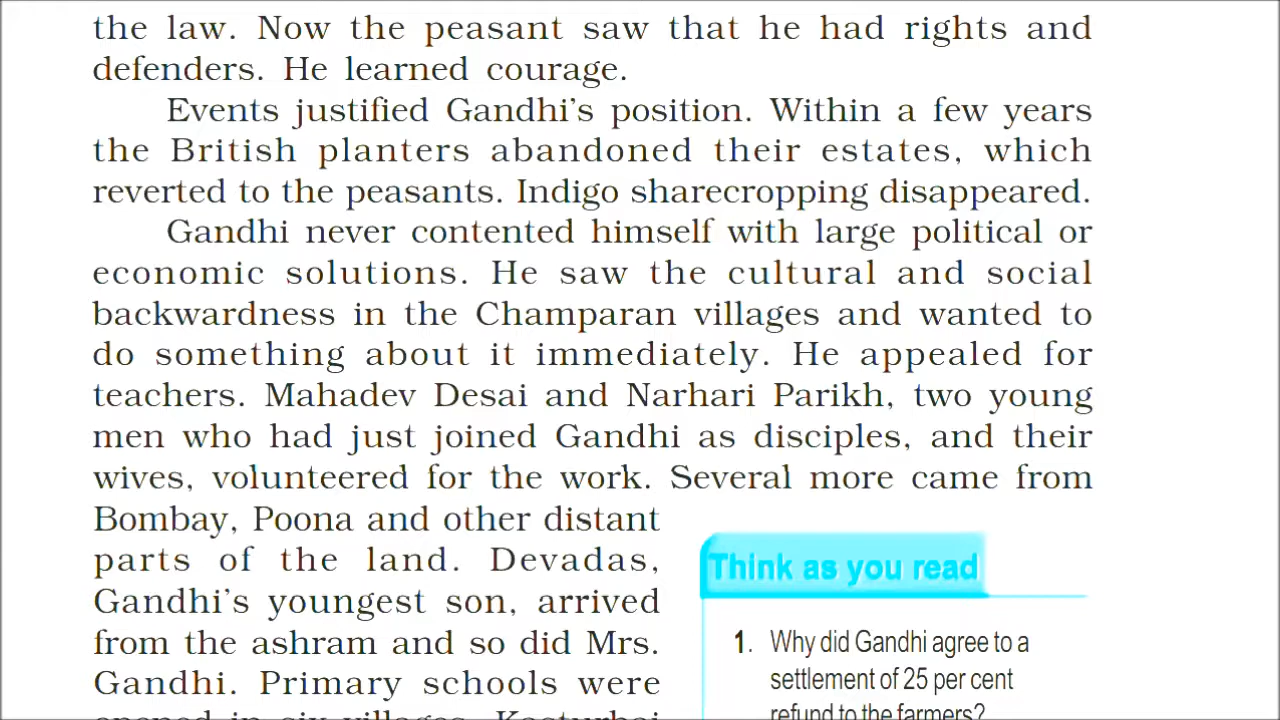 the law. Now the peasant saw that he had rights and
defenders. He learned courage.
Events justified Gandhi's position. Within a few years
the British planters abandoned their estates, which
reverted to the peasants. Indigo sharecropping disappeared.
Gandhi never contented himself with large political or
economic solutions. He saw the cultural and social
backwardness in the Champaran villages and wanted to
do something about it immediately. He appealed for
teachers. Mahadev Desai and Narhari Parikh, two young
men who had just joined Gandhi as disciples, and their
wives, volunteered for the work. Several more came from
Bombay, Poona and other distant
parts of the land. Devadas,
Gandhi's youngest son, arrived
from the ashram and so did Mrs.
Gandhi. Primary schools were
opened in six villages. Kasturbai
Think as you read
1. Why did Gandhi agree to a
settlement of 25 per cent
refund to the farmers?